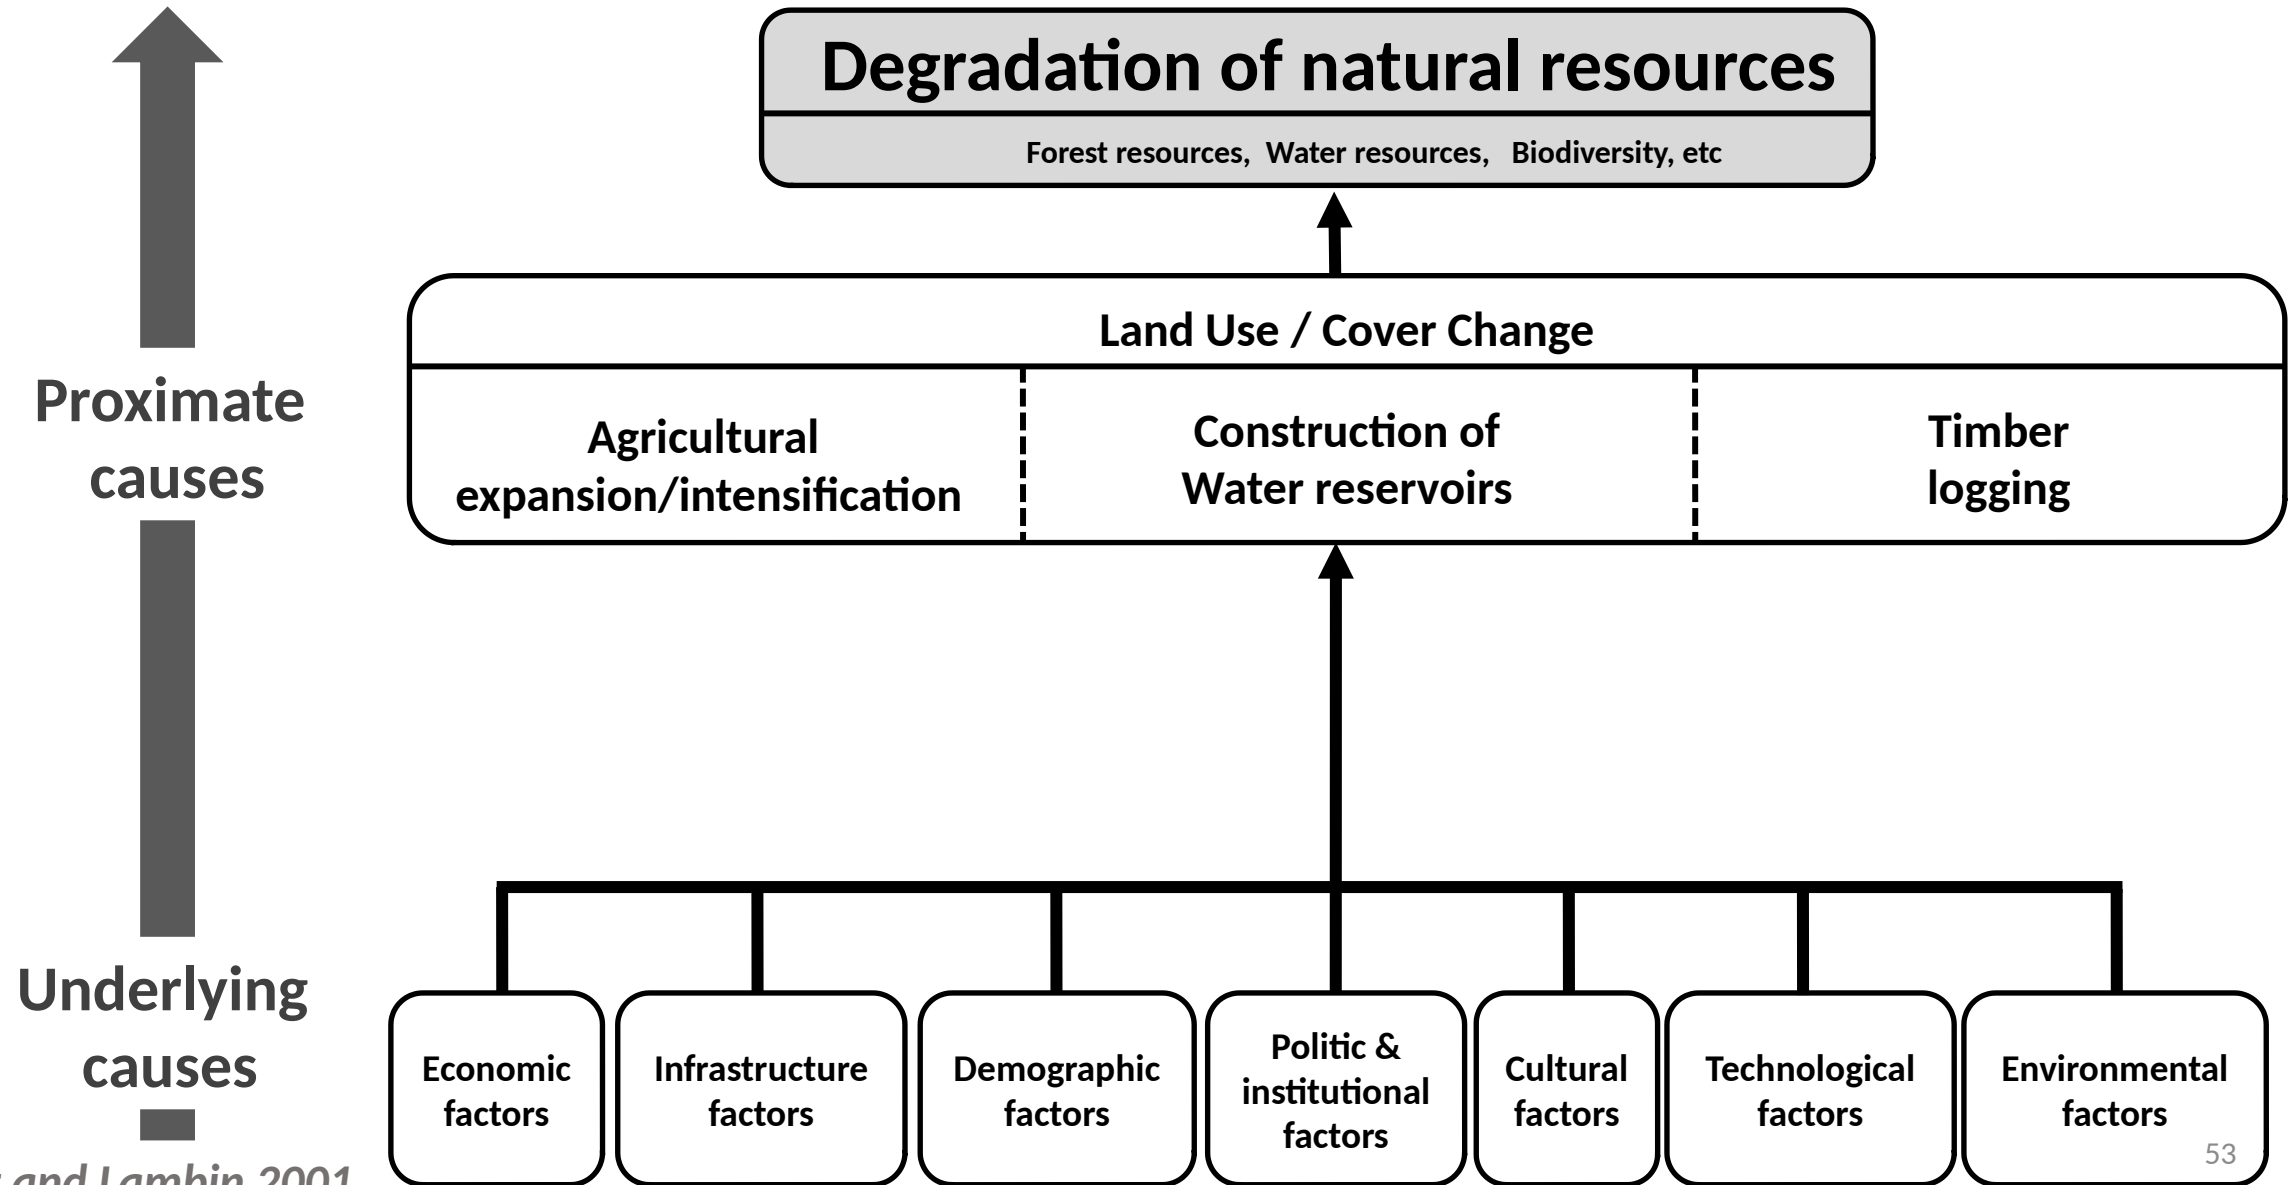 Degradation of natural resources
Forest resources, Water resources, Biodiversity, etc
Land Use / Cover Change
Proximate
causes
Agricultural
expansion/intensification
Construction of
Water reservoirs
Timber
logging
Underlying
causes
Economic
factors
Infrastructure
factors
Demographic
factors
Politic &
institutional
factors
Cultural
factors
Technological
factors
Environmental
factors
53
and Lambin 2001